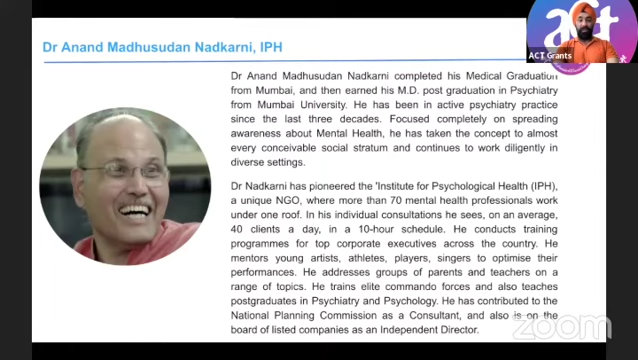 Dr Anand Madhusudan Nadkarni, IPH
act
ACT Grants
Dr Anand Madhusudan Nadkarni completed his Medical Graduation
from Mumbai, and then earned his M.D. post graduation in Psychiatry
from Mumbai University. He has been in active psychiatry practice
since the last three decades. Focused completely on spreading
awareness about Mental Health, he has taken the concept to almost
every conceivable social stratum and continues to work diligently in
diverse settings.
Dr Nadkarni has pioneered the 'Institute for Psychological Health (IPH),
a unique NGO, where more than 70 mental health professionals work
under one roof. In his individual consultations he sees, on an average,
40 clients a day, in a 10-hour schedule. He conducts training
programmes for top corporate executives across the country. He
mentors young artists, athletes, players, singers to optimise their
performances. He addresses groups of parents and teachers on a
range of topics. He trains elite commando forces and also teaches
postgraduates in Psychiatry and Psychology. He has contributed to the
National Planning Commission as a Consultant, and also is on the
board of listed companies as an Independent Director.
zoom